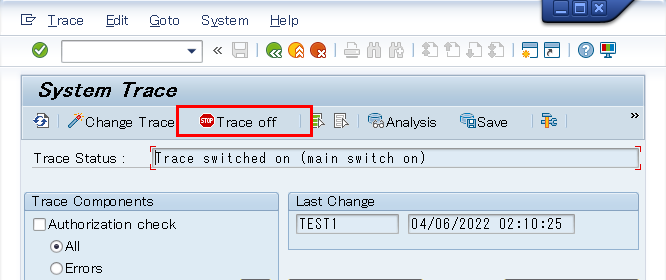 Trace Edit Goto System Help
System Trace
Change Trace STOP Trace off Analysis Save »
Trace Status : Trace switched on (main switch on)
Trace Components Last Change
Authorization check TEST1 04/06/2022 02:10:25
All
Errors